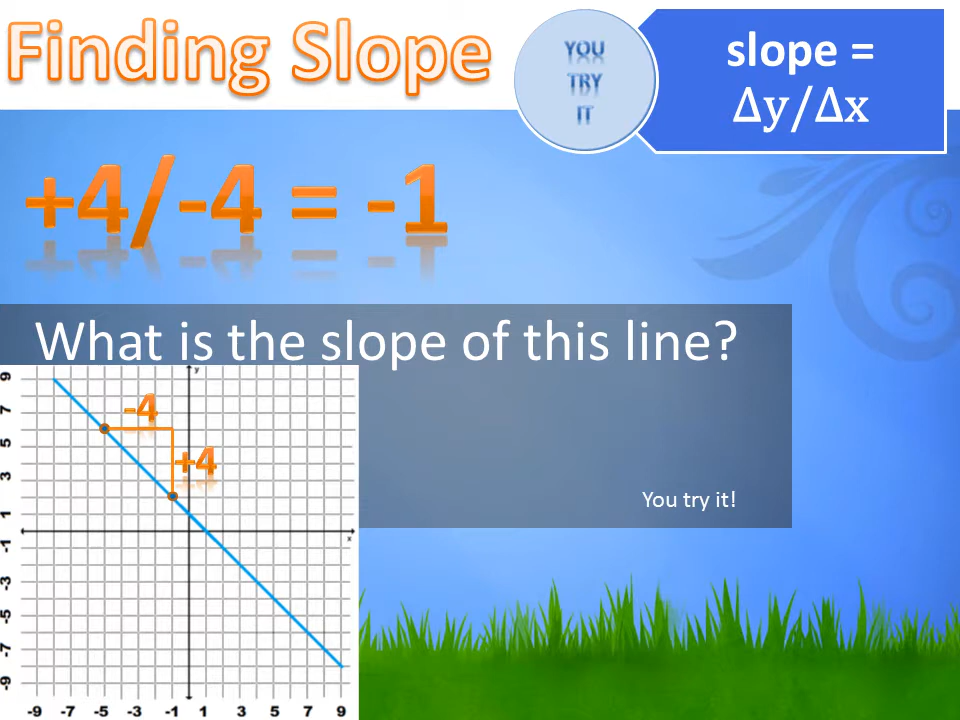 Finding Slope
YOU
TRY
IT
slope =
Δy/Δx
+4/-4 = -1
What is the slope of this line?
You try it!
-4
+4
y
x
9
7
5
3
1
-1
-3
-5
-7
-9
-9 -7 -5 -3 -1 1 3 5 7 9